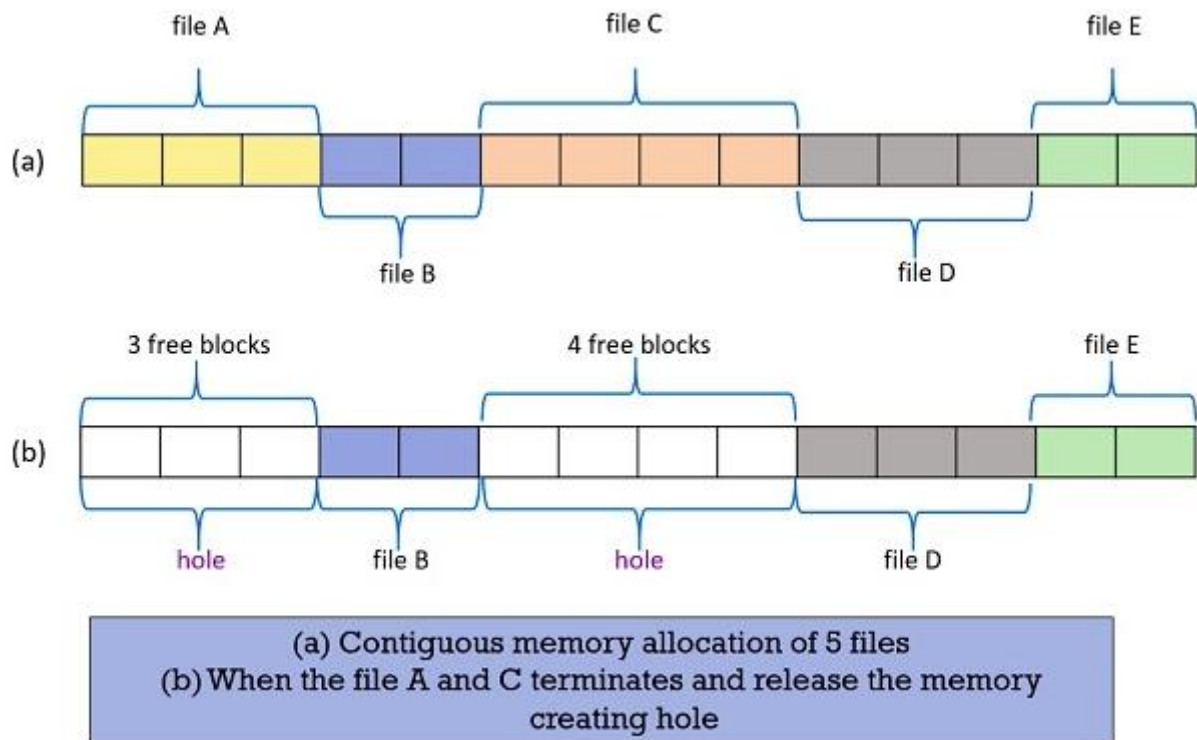 file A
file C
file E
(a)
file B
file D
3 free blocks
4 free blocks
file E
(b)
hole
file B
hole
file D
(a) Contiguous memory allocation of 5 files
(b) When the file A and C terminates and release the memory
creating hole